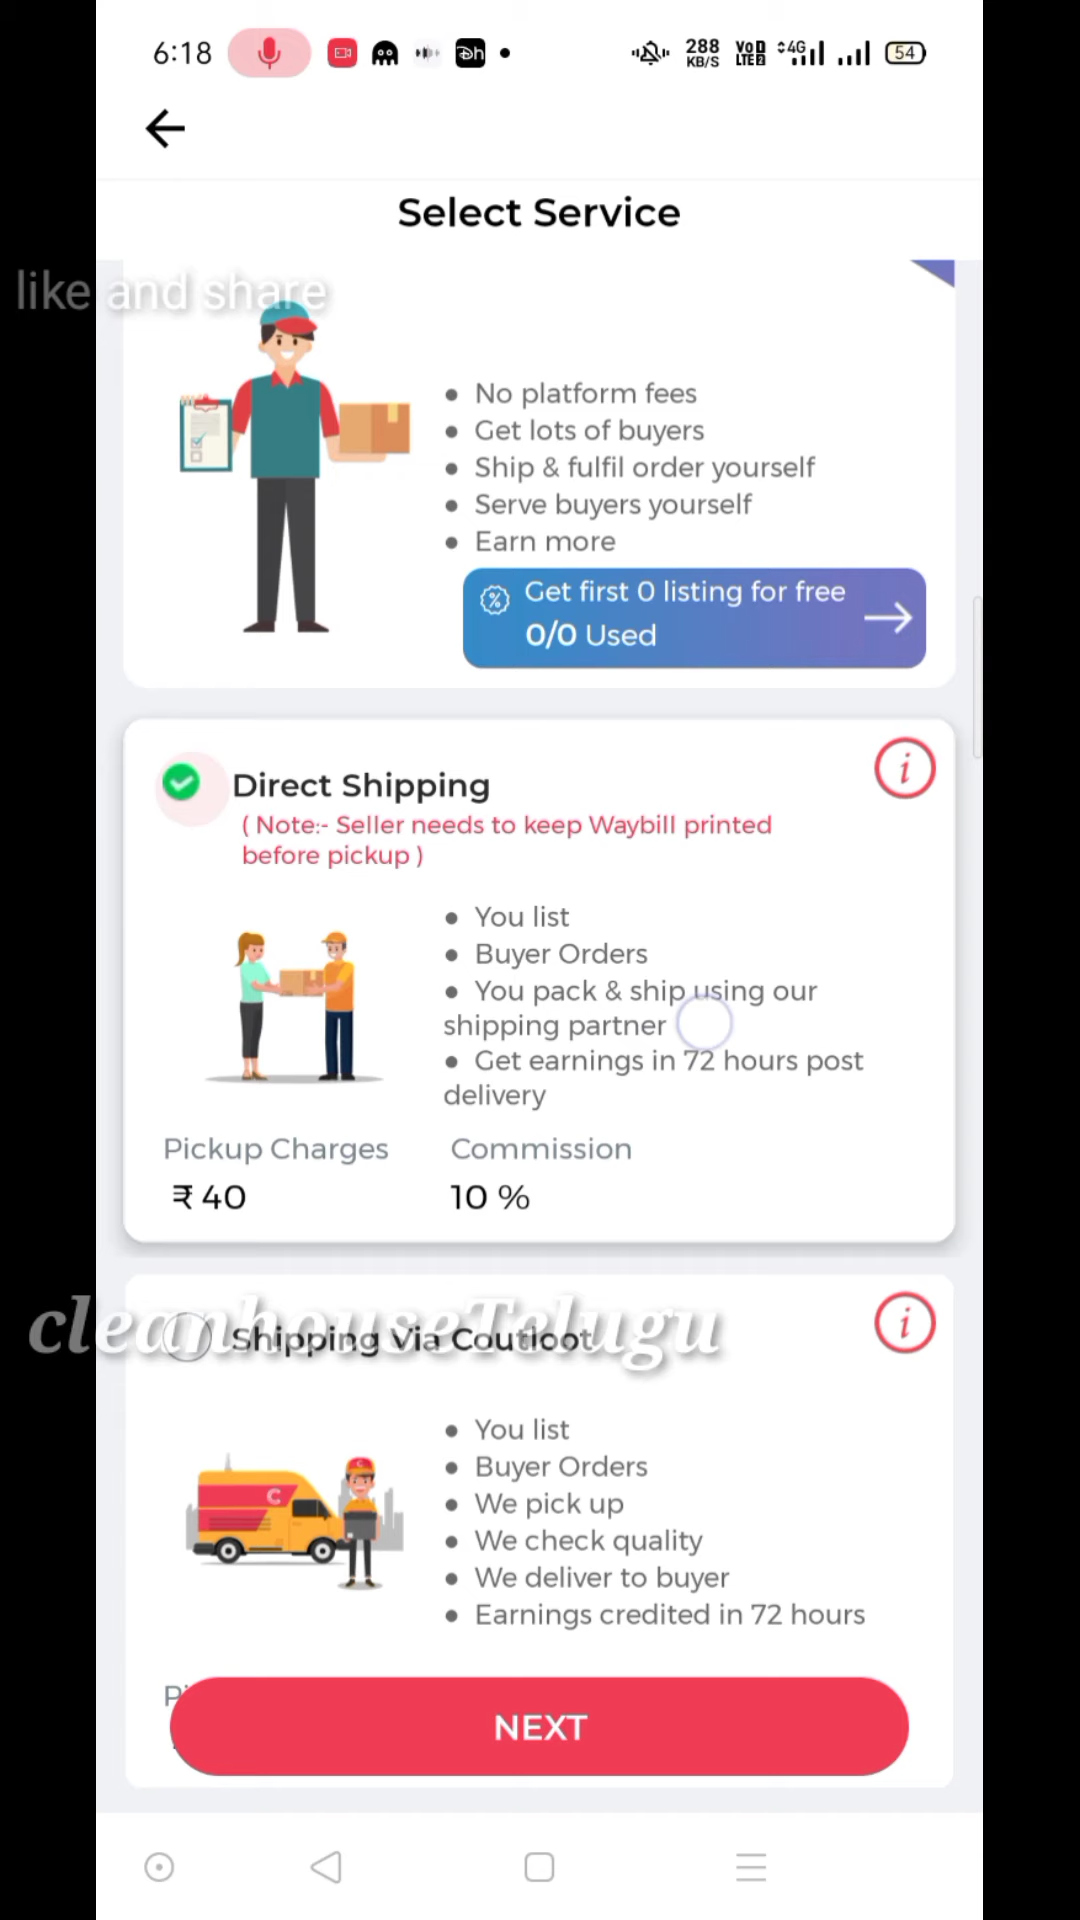 6:18
288
KB/S
VoD
LTE 2
4G
54
Select Service
like and share
• No platform fees
• Get lots of buyers
• Ship & fulfil order yourself
• Serve buyers yourself
• Earn more
Get first 0 listing for free
0/0 Used
Direct Shipping
( Note:- Seller needs to keep Waybill printed
before pickup )
• You list
• Buyer Orders
• You pack & ship using our
shipping partner
• Get earnings in 72 hours post
delivery
Pickup Charges Commission
₹ 40 10 %
cleanhouseTelugu
Shipping Via Coutloot
• You list
• Buyer Orders
• We pick up
• We check quality
• We deliver to buyer
• Earnings credited in 72 hours
NEXT